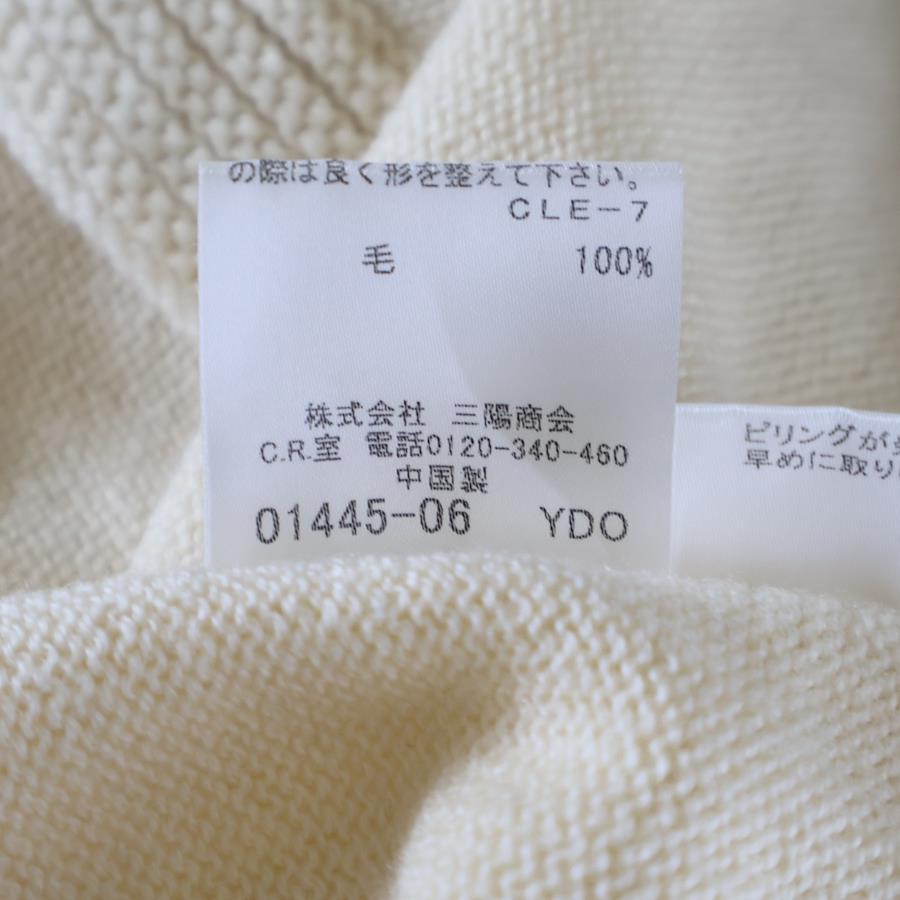 の際は良く形を整えて下さい。
CLE-7
毛 100%
株式会社 三陽商会
C.R.室 電話0120-340-460
中国製
01445-06 YDO
ピリングが
早めに取り